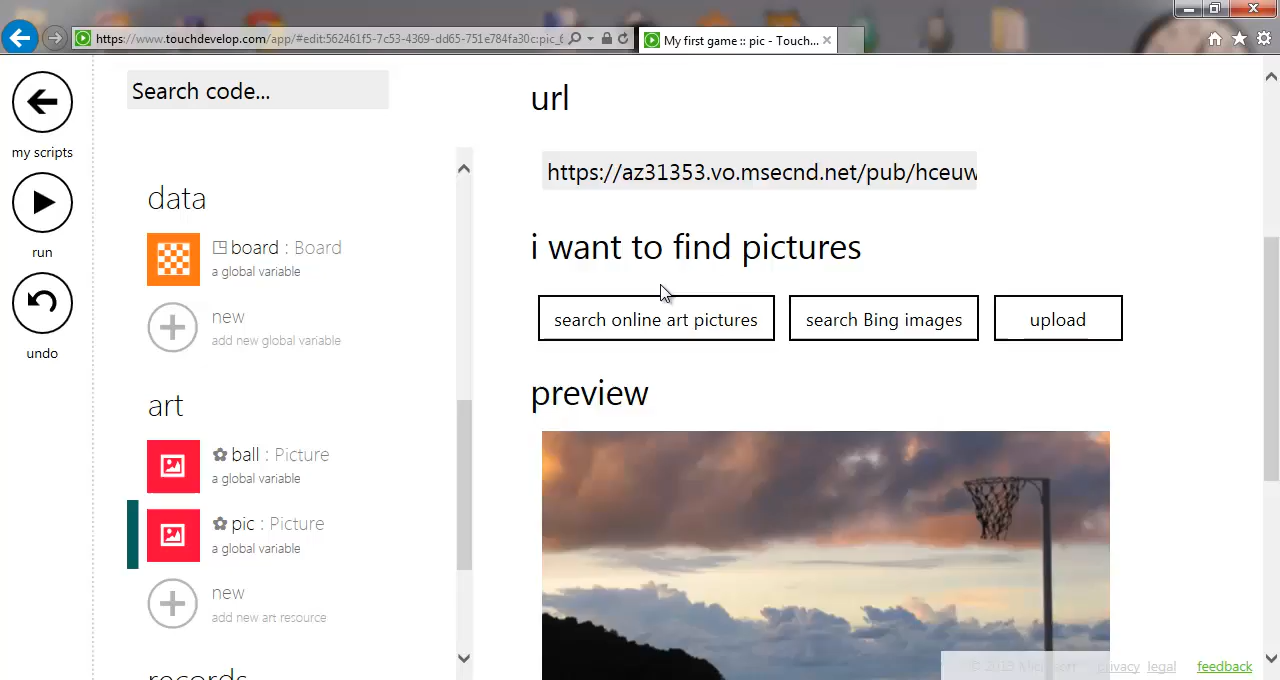 https://www.touchdevelop.com/app/#edit:562461f5-7c53-4369-dd65-751e784fa30c:pic_
My first game :: pic - Touch...
my scripts
run
undo
Search code...
data
board : Board
a global variable
new
add new global variable
art
ball : Picture
a global variable
pic : Picture
a global variable
new
add new art resource
records
url
https://az31353.vo.msecnd.net/pub/hceuw
i want to find pictures
search online art pictures
search Bing images
upload
preview
© 2013 Microsoft privacy legal feedback